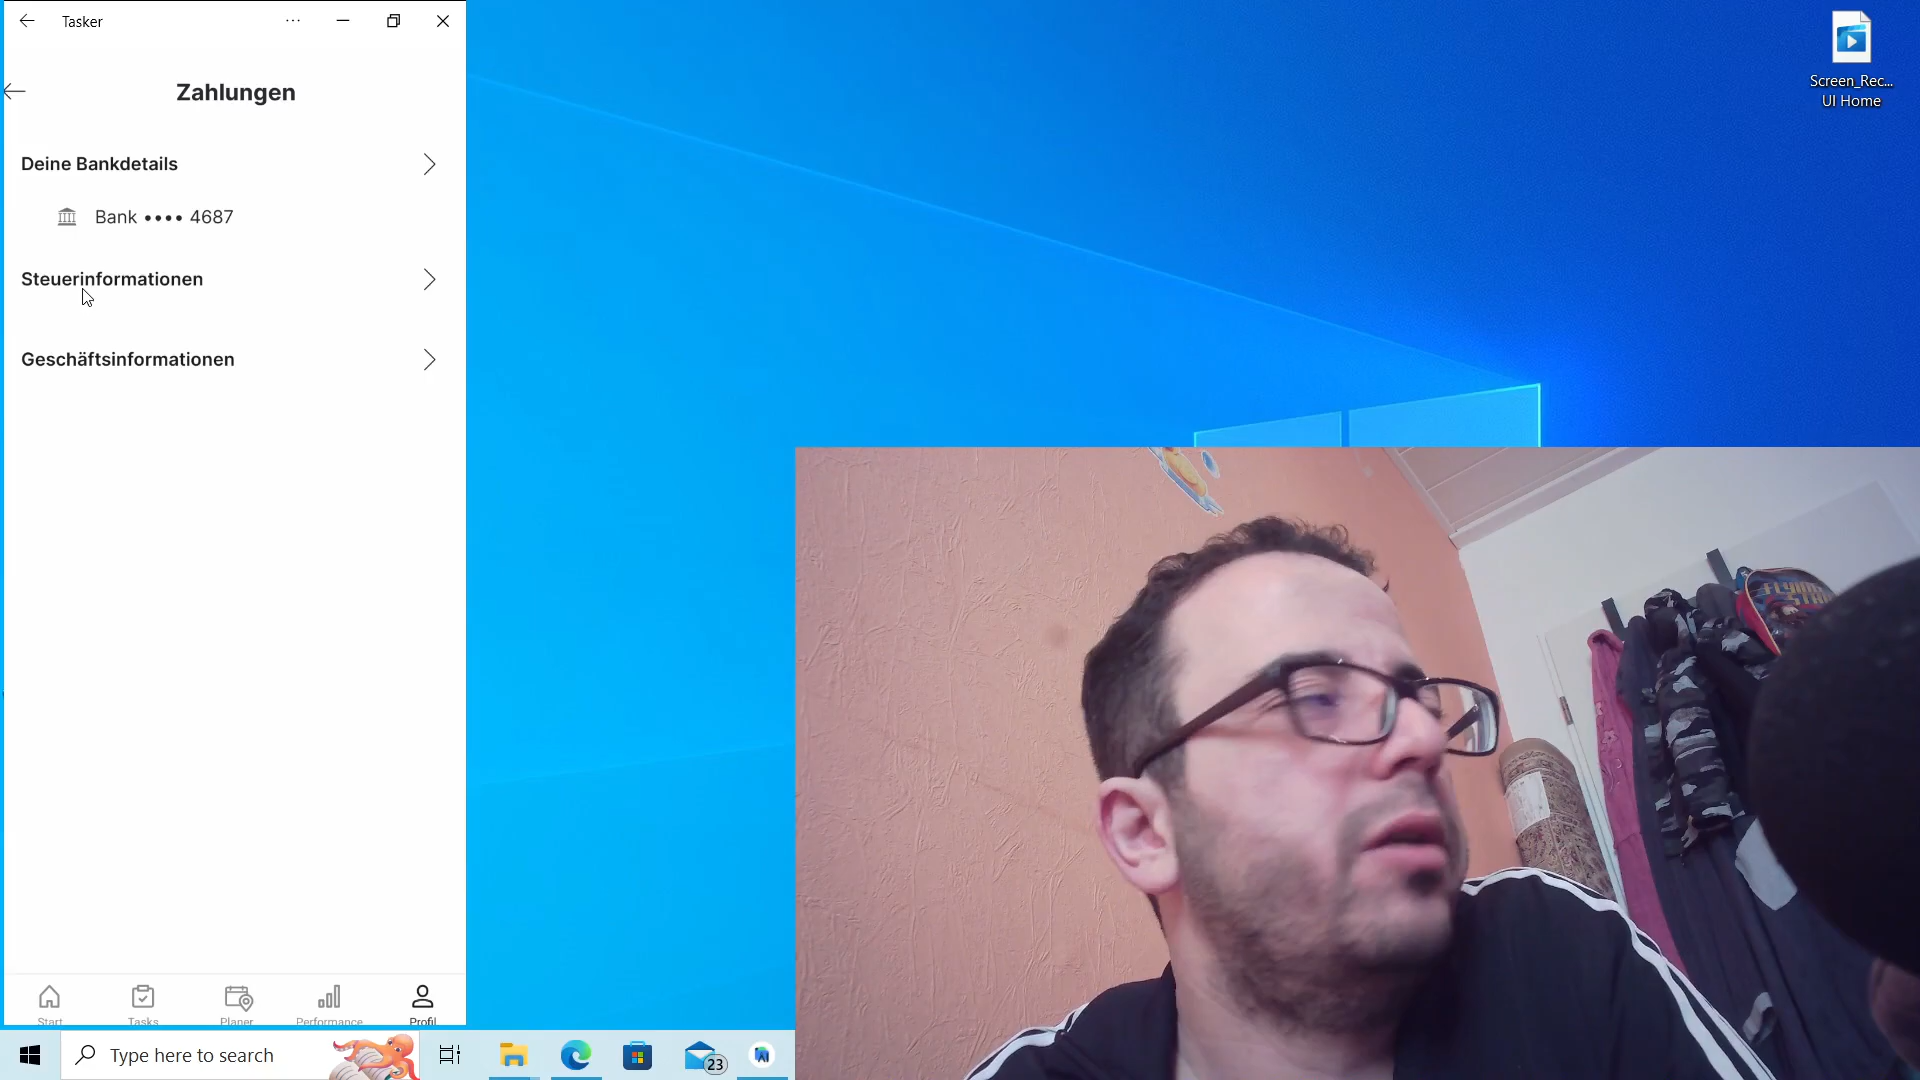 Tasker
Zahlungen
Deine Bankdetails
Bank •••• 4687
Steuerinformationen
Geschäftsinformationen
Start
Tasks
Planer
Performance
Profil
Type here to search
23
Screen_Rec...
UI Home